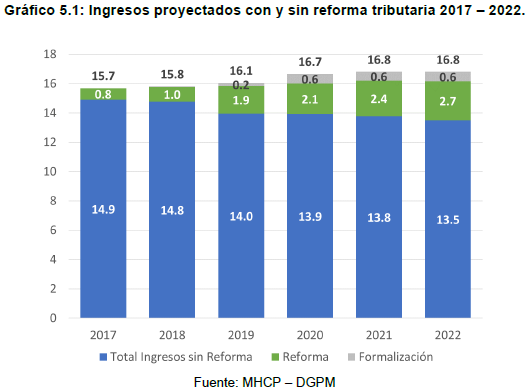 Gráfico 5.1: Ingresos proyectados con y sin reforma tributaria 2017 – 2022.
18
16
14
12
10
8
6
4
2
0
15.7 15.8 16.1 16.7 16.8 16.8
0.2 0.6 0.6 0.6
0.8 1.0 1.9 2.1 2.4 2.7
14.9 14.8 14.0 13.9 13.8 13.5
2017 2018 2019 2020 2021 2022
Total Ingresos sin Reforma Reforma Formalización
Fuente: MHCP – DGPM